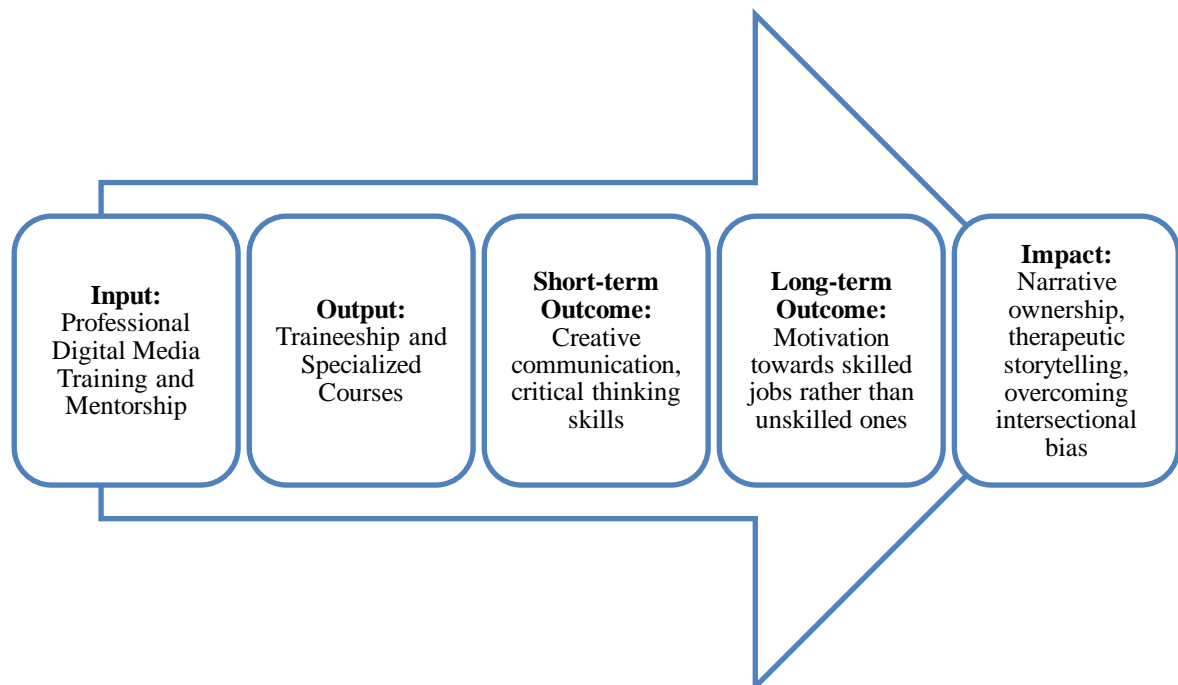 Input:
Professional
Digital Media
Training and
Mentorship
Output:
Traineeship and
Specialized
Courses
Short-term
Outcome:
Creative
communication,
critical thinking
skills
Long-term
Outcome:
Motivation
towards skilled
jobs rather than
unskilled ones
Impact:
Narrative
ownership,
therapeutic
storytelling,
overcoming
intersectional
bias